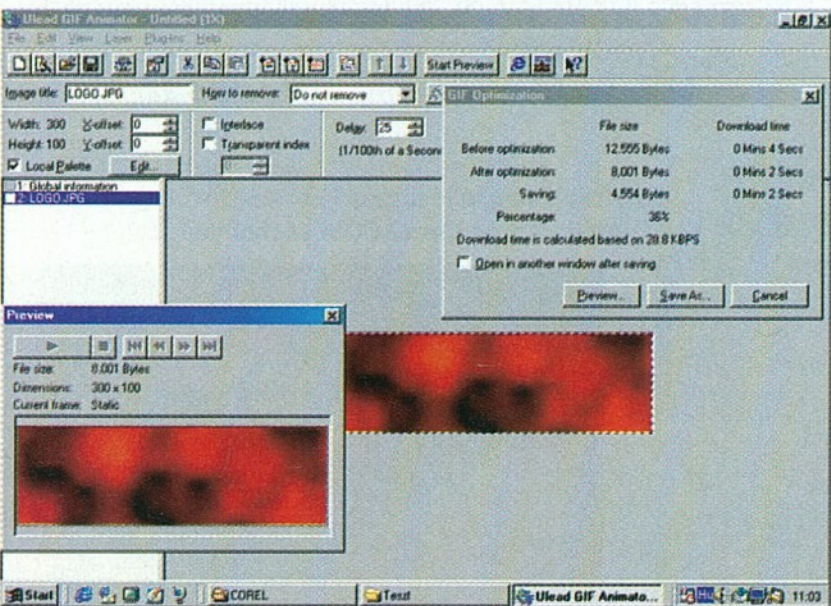 Ulead GIF Animator - Untitled (1X)
File Edit View Layer Plug-ins Help
Start Preview
Image title: LOGO.JPG How to remove: Do not remove
Width: 300 X-offset: 0 Interlace Delay: 25
Height: 100 Y-offset: 0 Transparent index (1/100th of a Secon
Local Palette Edit... 0
1: Global information
2: LOGO.JPG
GIF Optimization
File size Download time
Before optimization: 12.555 Bytes 0 Mins 4 Secs
After optimization: 8,001 Bytes 0 Mins 2 Secs
Saving: 4.554 Bytes 0 Mins 2 Secs
Percentage: 36%
Download time is calculated based on 28.8 KBPS
Open in another window after saving
Preview... Save As... Cancel
Preview
File size: 8.001 Bytes
Dimensions: 300 x 100
Current frame: Static
Start COREL Teszt Ulead GIF Animato... Hu 11:03